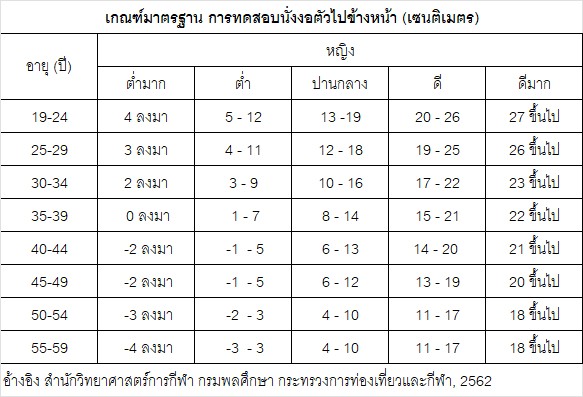 เกณฑ์มาตรฐาน การทดสอบนั่งงอตัวไปข้างหน้า (เซนติเมตร)
อายุ (ปี) หญิง
ต่ำมาก ต่ำ ปานกลาง ดี ดีมาก
19-24 4 ลงมา 5 - 12 13 -19 20 - 26 27 ขึ้นไป
25-29 3 ลงมา 4 - 11 12 - 18 19 - 25 26 ขึ้นไป
30-34 2 ลงมา 3 - 9 10 - 16 17 - 22 23 ขึ้นไป
35-39 0 ลงมา 1 - 7 8 - 14 15 - 21 22 ขึ้นไป
40-44 -2 ลงมา -1 - 5 6 - 13 14 - 20 21 ขึ้นไป
45-49 -2 ลงมา -1 - 5 6 - 12 13 - 19 20 ขึ้นไป
50-54 -3 ลงมา -2 - 3 4 - 10 11 - 17 18 ขึ้นไป
55-59 -4 ลงมา -3 - 3 4 - 10 11 - 17 18 ขึ้นไป
อ้างอิง สำนักวิทยาศาสตร์การกีฬา กรมพลศึกษา กระทรวงการท่องเที่ยวและกีฬา, 2562